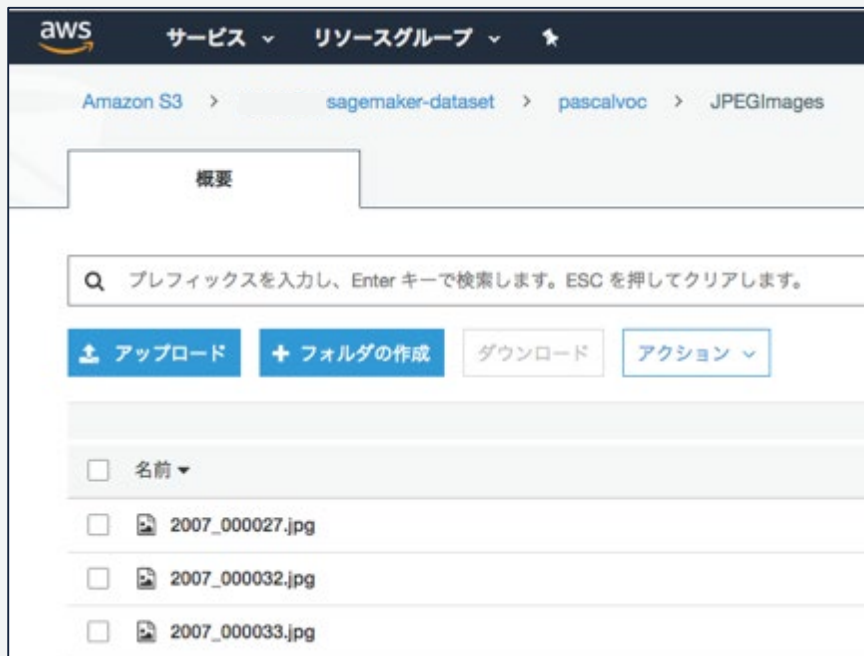 aws サービス リソースグループ
Amazon S3 > sagemaker-dataset > pascalvoc > JPEGImages
概要
プレフィックスを入力し、Enter キーで検索します。ESC を押してクリアします。
アップロード + フォルダの作成 ダウンロード アクション
名前
2007_000027.jpg
2007_000032.jpg
2007_000033.jpg